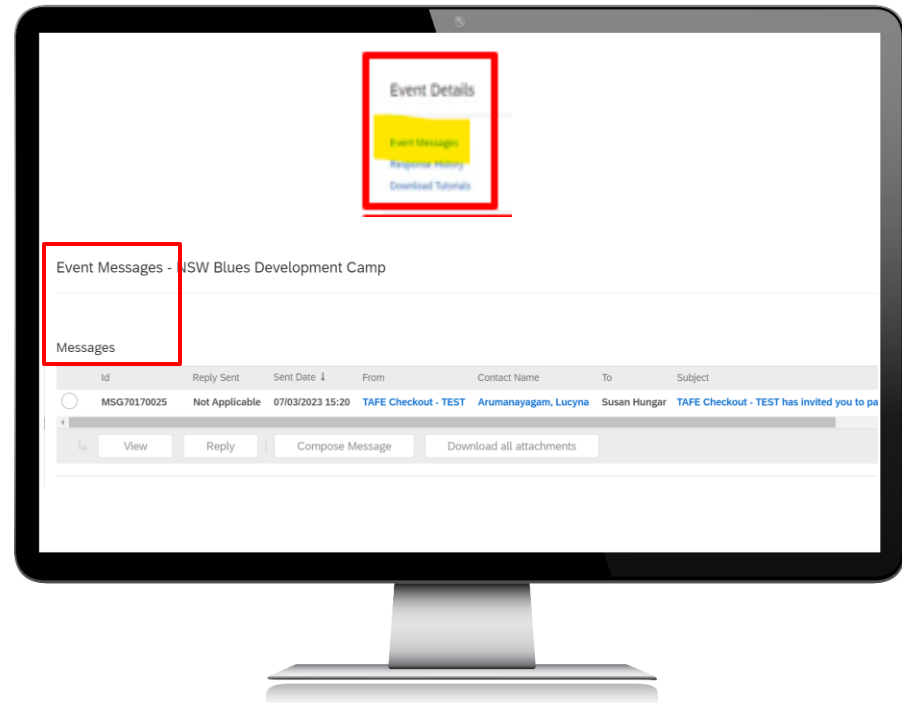 Event Details
Event Messages
Response History
Download Tutorials
Event Messages - NSW Blues Development Camp
Messages
Id Reply Sent Sent Date ↓ From Contact Name To Subject
MSG70170025 Not Applicable 07/03/2023 15:20 TAFE Checkout - TEST Arumanayagam, Lucyna Susan Hungar TAFE Checkout - TEST has invited you to pa
View Reply Compose Message Download all attachments